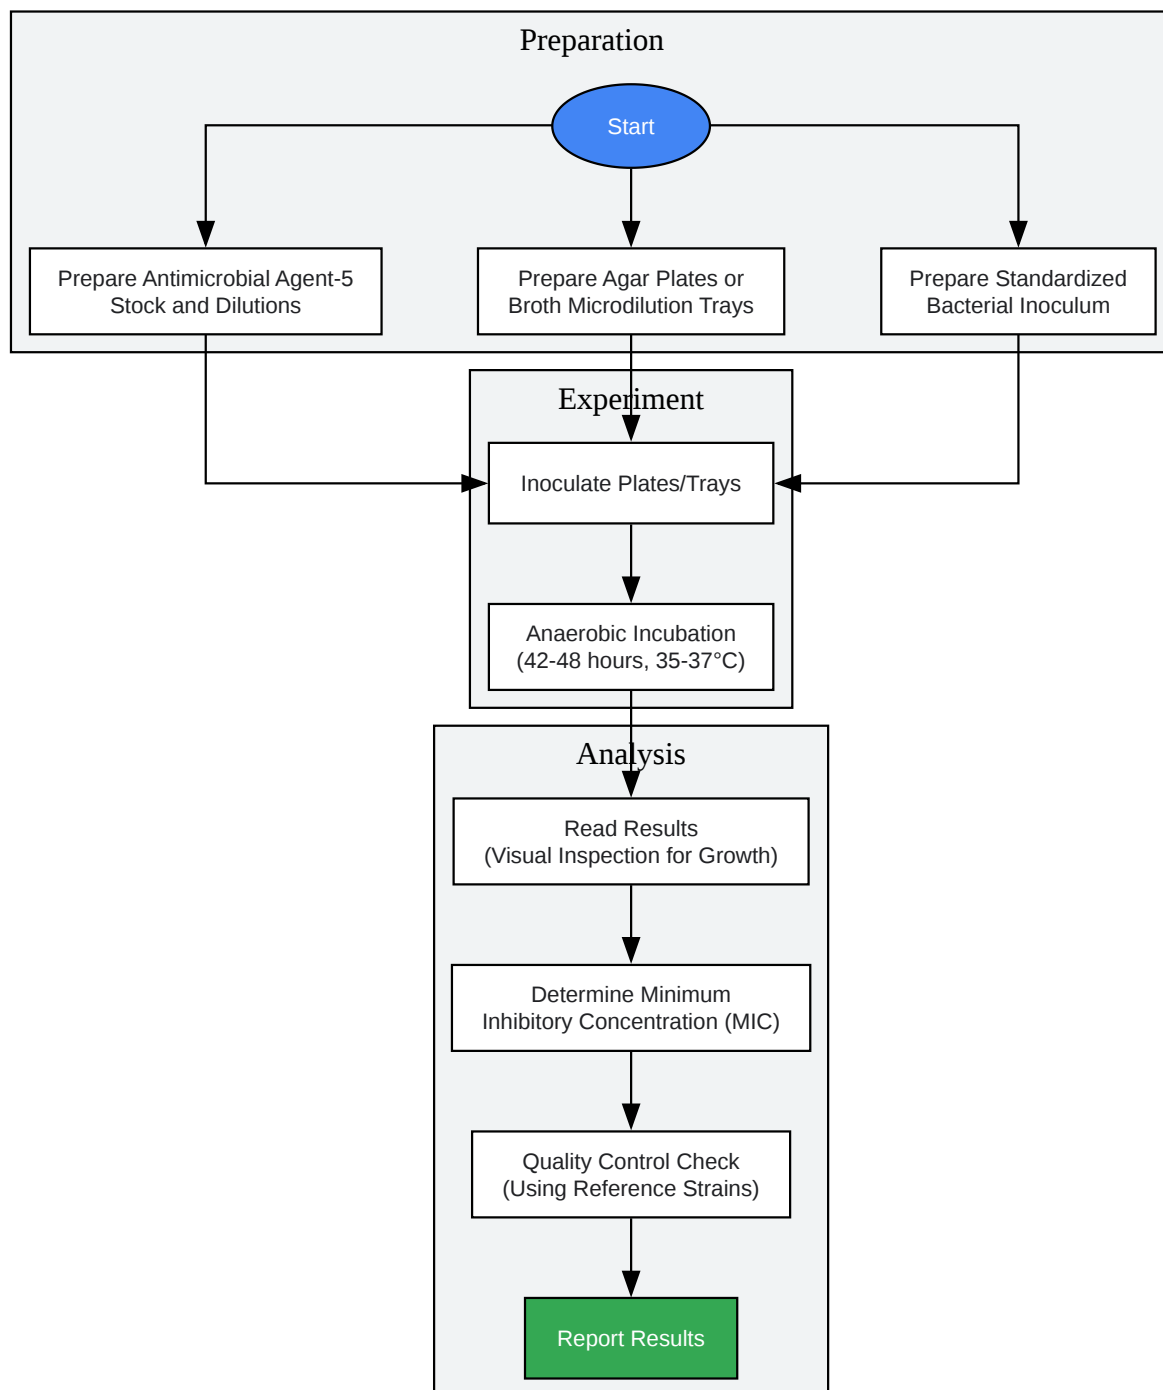 Preparation
Start
Prepare Antimicrobial Agent-5
Stock and Dilutions
Prepare Agar Plates or
Broth Microdilution Trays
Prepare Standardized
Bacterial Inoculum
Experiment
Inoculate Plates/Trays
Anaerobic Incubation
(42-48 hours, 35-37°C)
Analysis
Read Results
(Visual Inspection for Growth)
Determine Minimum
Inhibitory Concentration (MIC)
Quality Control Check
(Using Reference Strains)
Report Results